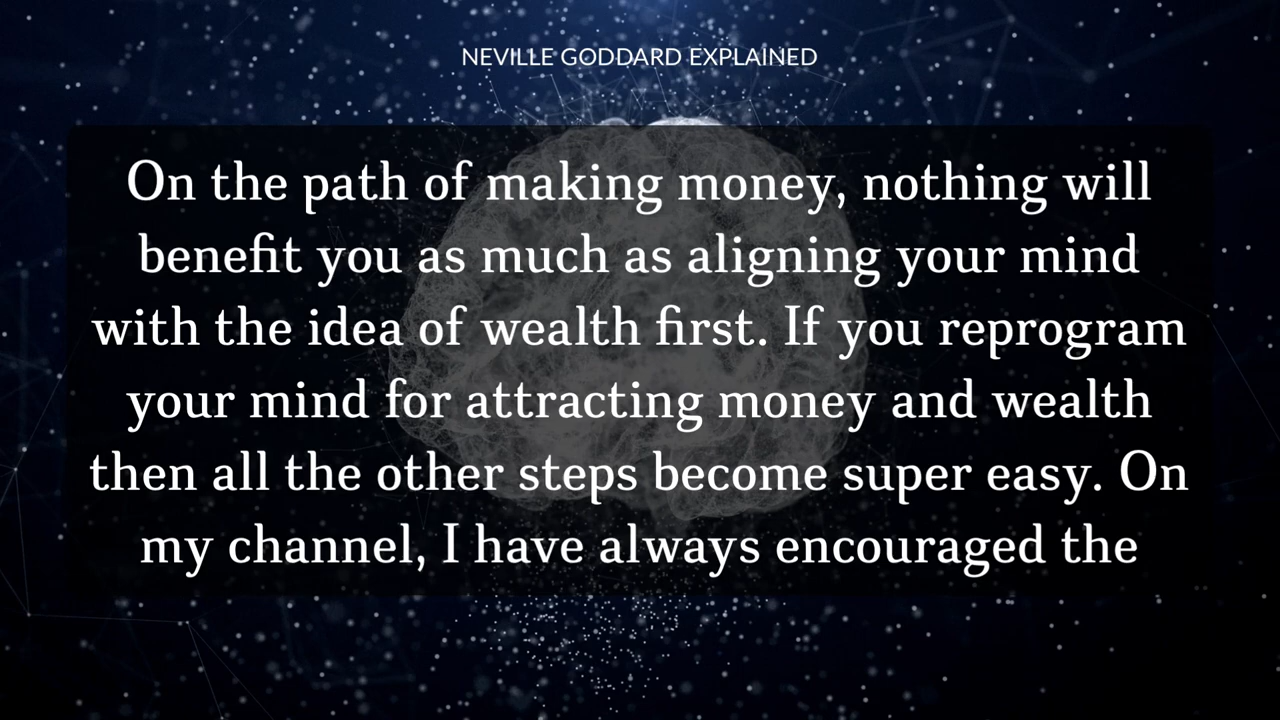 NEVILLE GODDARD EXPLAINED
On the path of making money, nothing will
benefit you as much as aligning your mind
with the idea of wealth first. If you reprogram
your mind for attracting money and wealth
then all the other steps become super easy. On
my channel, I have always encouraged the